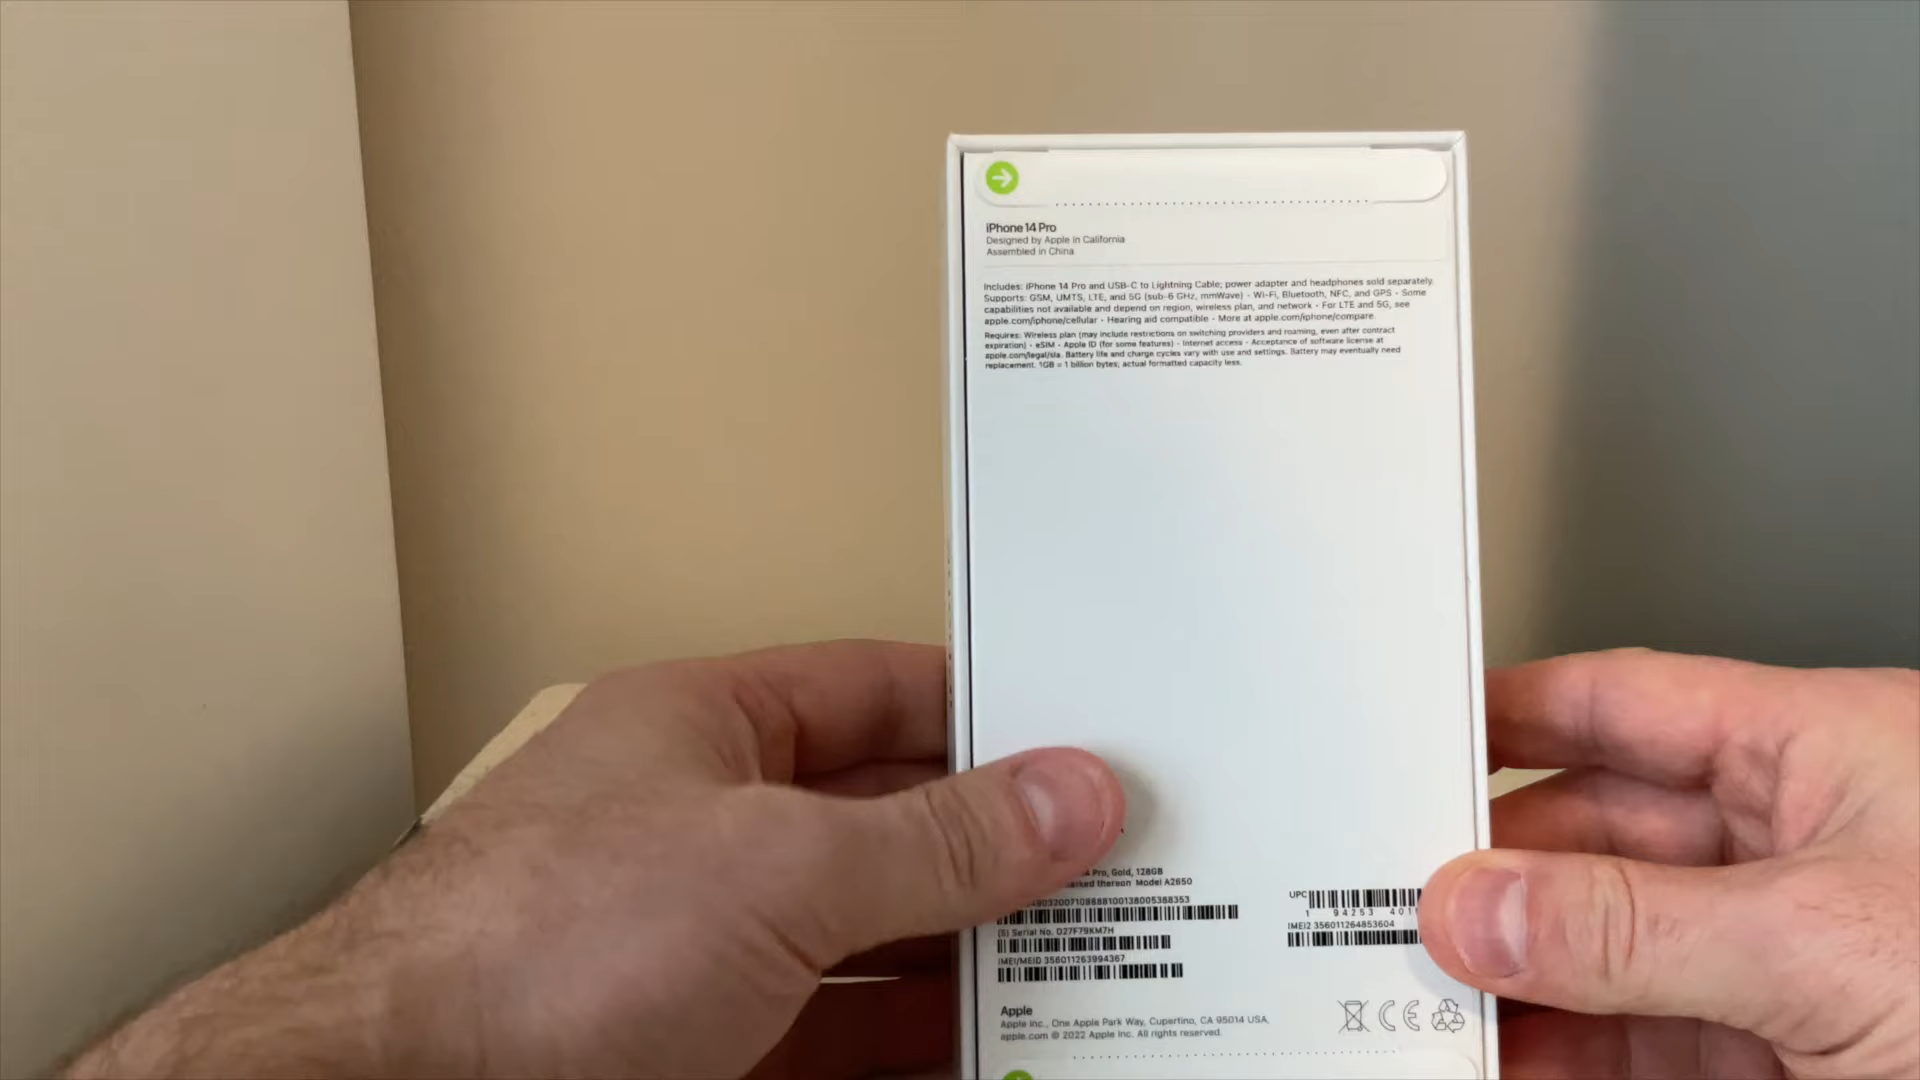 iPhone 14 Pro
Designed by Apple in California
Assembled in China
Includes: iPhone 14 Pro and USB-C to Lightning Cable; power adapter and headphones sold separately.
Supports: GSM, UMTS, LTE, and 5G (sub-6 GHz, mmWave) • Wi-Fi, Bluetooth, NFC, and GPS • Some
capabilities not available and depend on region, wireless plan, and network • For LTE and 5G, see
apple.com/iphone/cellular • Hearing aid compatible • More at apple.com/iphone/compare.
Requires: Wireless plan (may include restrictions on switching providers and roaming, even after contract
expiration) • eSIM • Apple ID (for some features) • Internet access • Acceptance of software license at
apple.com/legal/sla. Battery life and charge cycles vary with use and settings. Battery may eventually need
replacement. 1GB = 1 billion bytes; actual formatted capacity less.
Pro, Gold, 128GB
thereon Model A2650
(S) Serial No. D27F79KM7H
IMEI/MEID 356011263994367
UPC
1 94253 401
IMEI2 356011264853604
Apple
Apple Inc., One Apple Park Way, Cupertino, CA 95014 USA,
apple.com © 2022 Apple Inc. All rights reserved.
CE